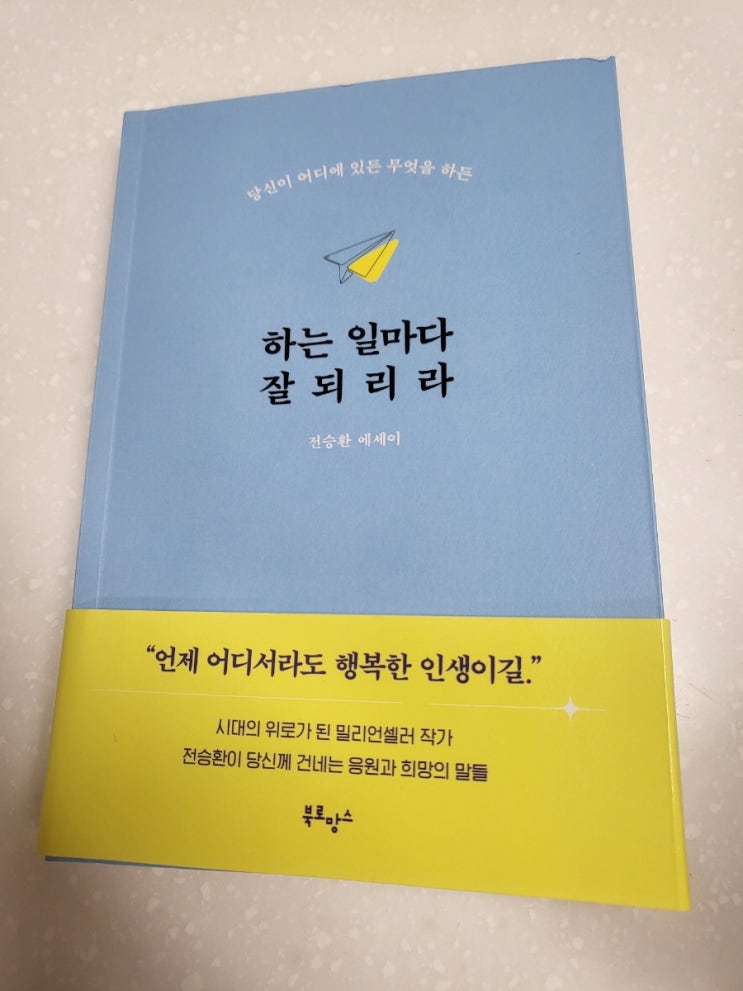 당신이 어디에 있든 무엇을 하든
하는 일마다
잘 되 리 라
전승환 에세이
“언제 어디서라도 행복한 인생이길.”
시대의 위로가 된 밀리언셀러 작가
전승환이 당신께 건네는 응원과 희망의 말들
북로망스